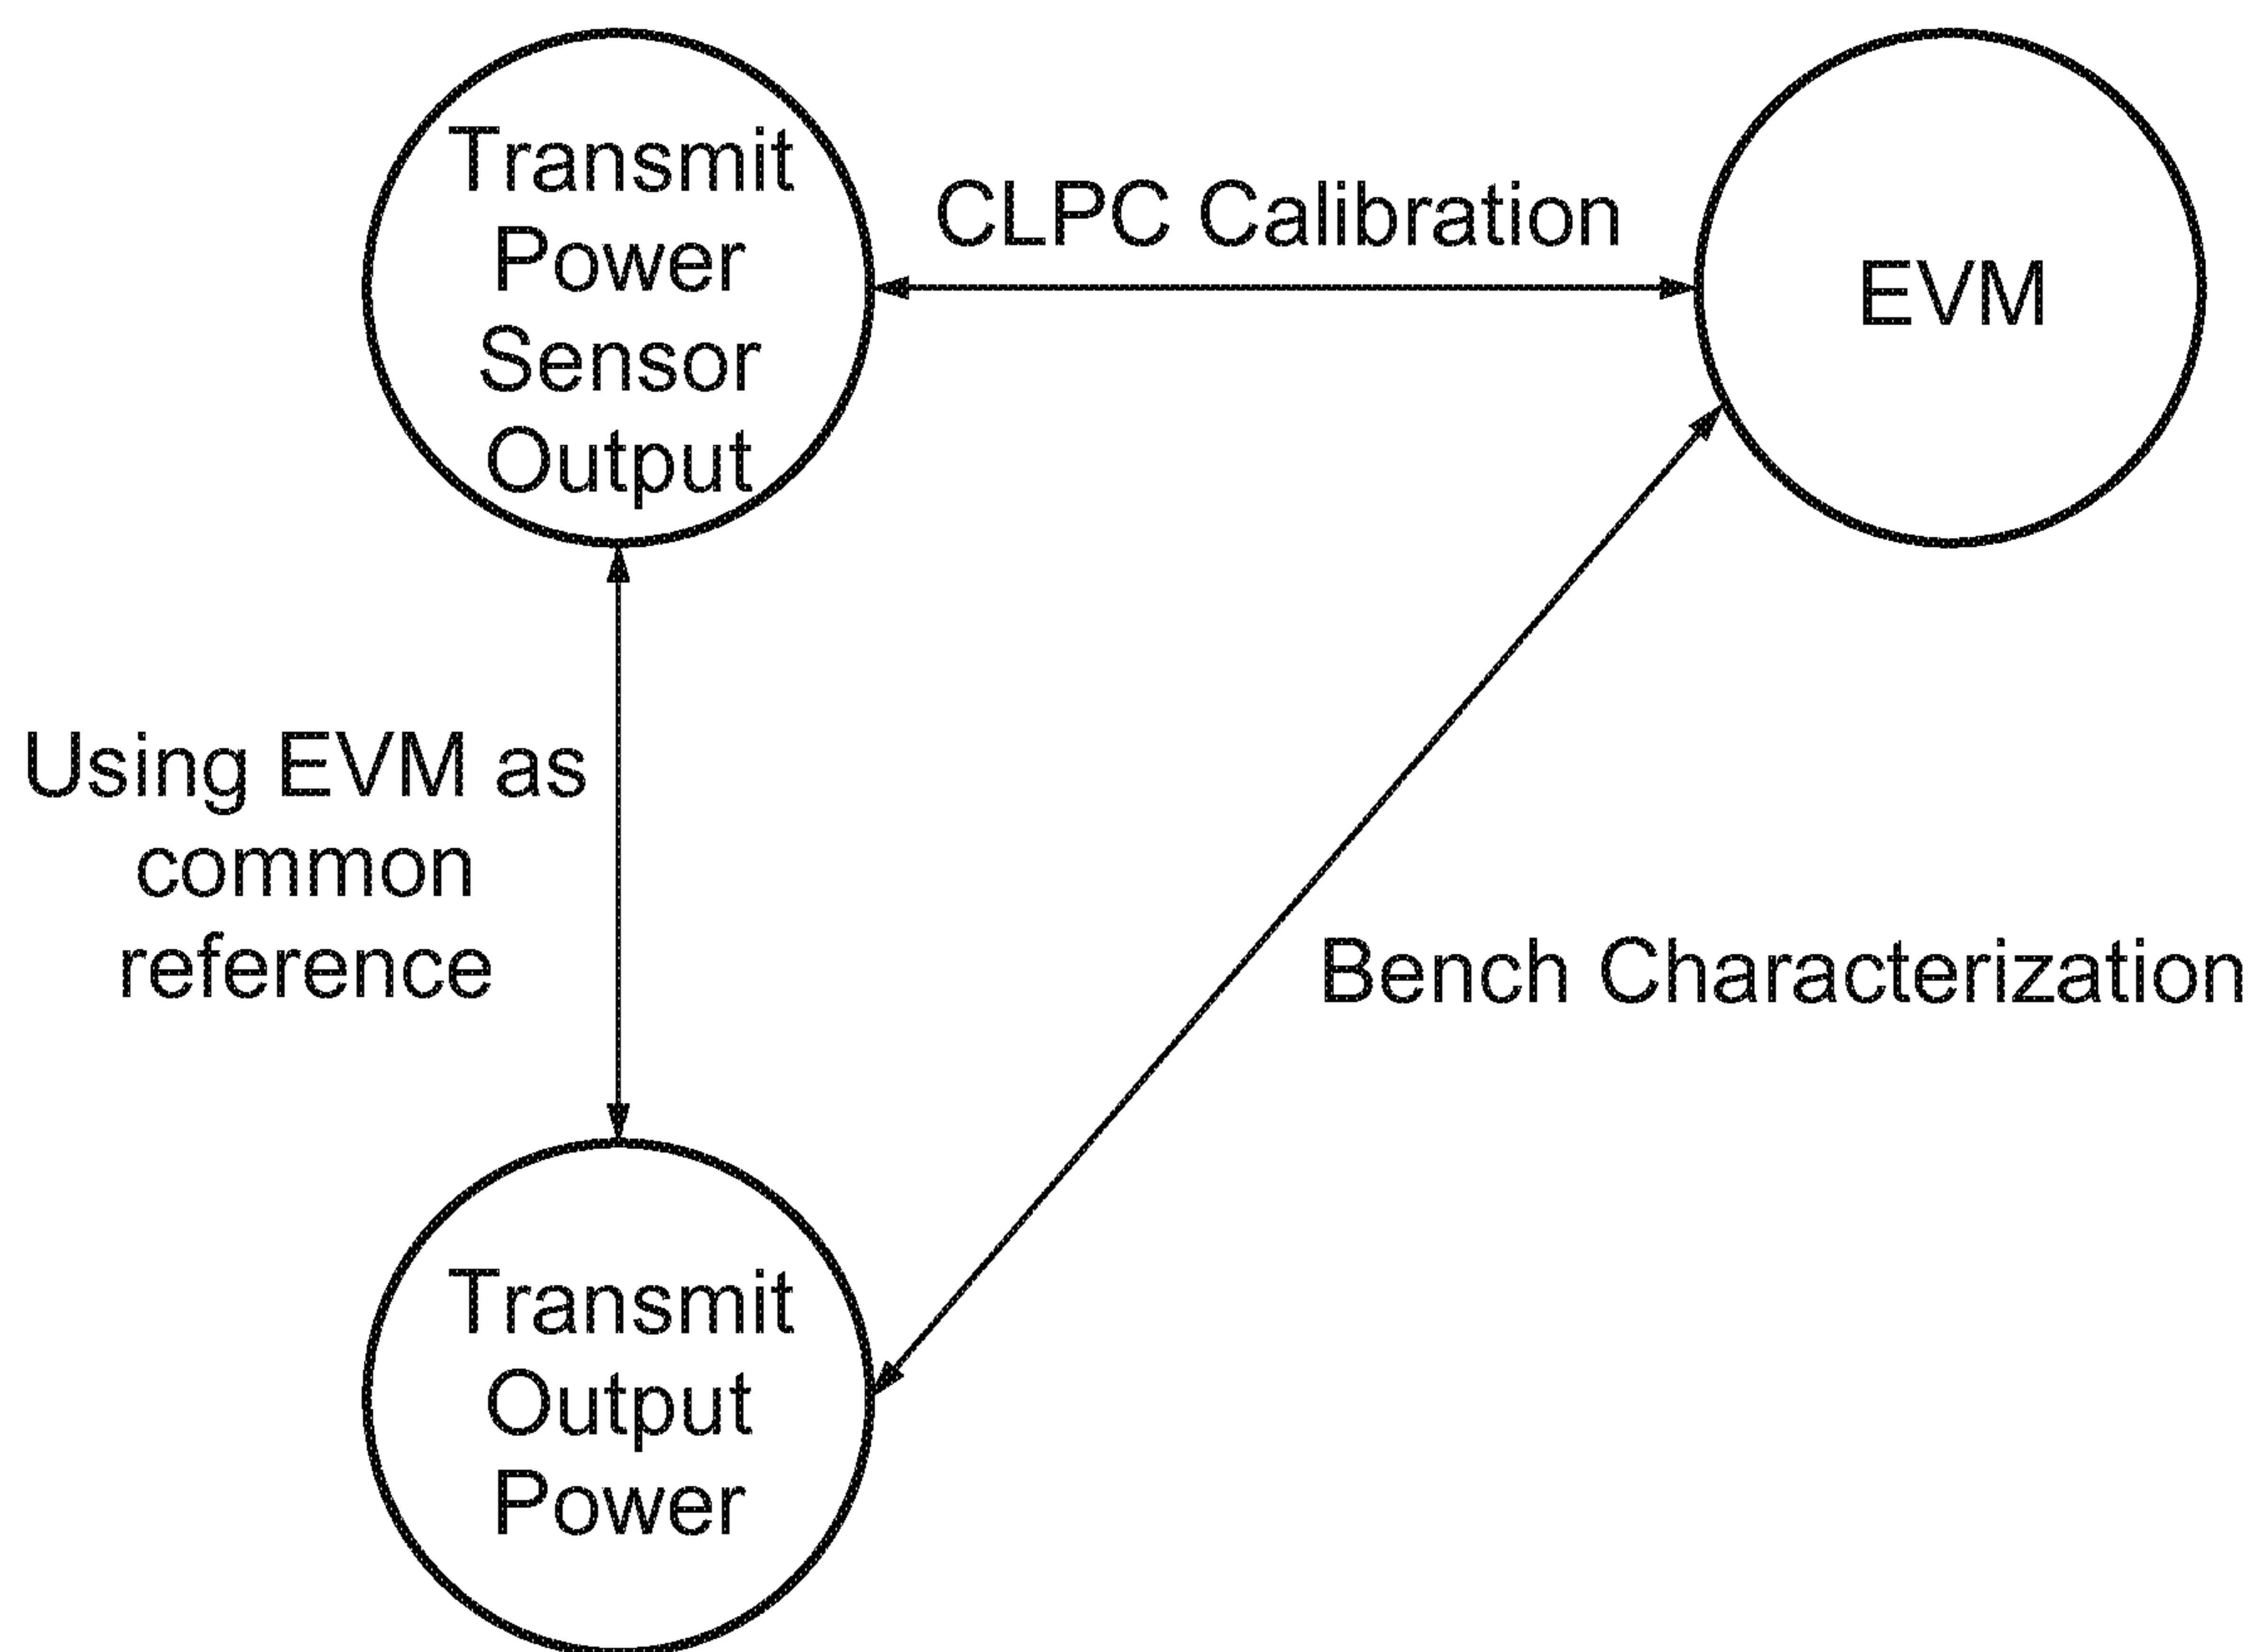 Transmit
Power
Sensor
Output
CLPC Calibration
EVM
Using EVM as
common
reference
Bench Characterization
Transmit
Output
Power